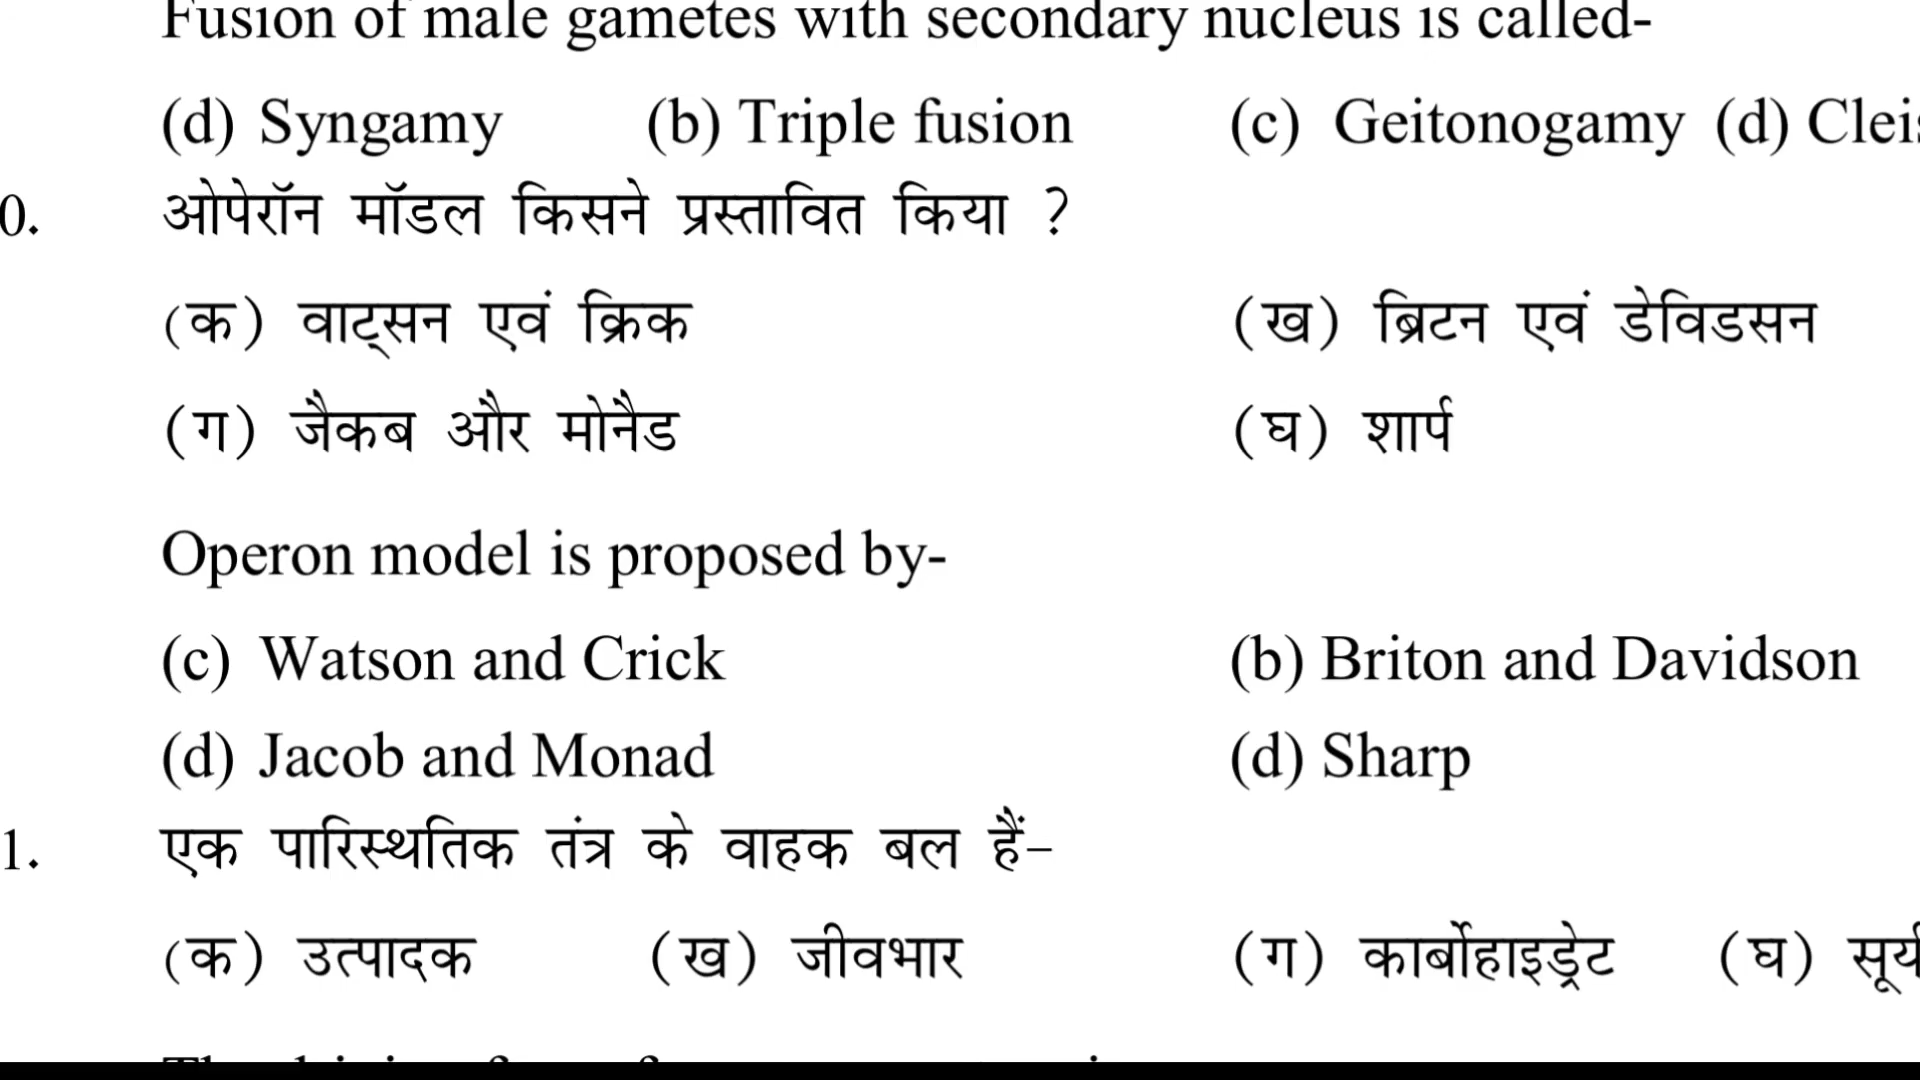 Fusion of male gametes with secondary nucleus is called-
(d) Syngamy (b) Triple fusion (c) Geitonogamy (d)
0. ओपेरॉन मॉडल किसने प्रस्तावित किया ?
(क) वाट्सन एवं क्रिक (ख) ब्रिटन एवं डेविडसन
(ग) जैकब और मोनैड (घ) शार्प
Operon model is proposed by-
(c) Watson and Crick (b) Briton and Davidson
(d) Jacob and Monad (d) Sharp
1. एक पारिस्थतिक तंत्र के वाहक बल हैं–
(क) उत्पादक (ख) जीवभार (ग) कार्बोहाइड्रेट (घ)